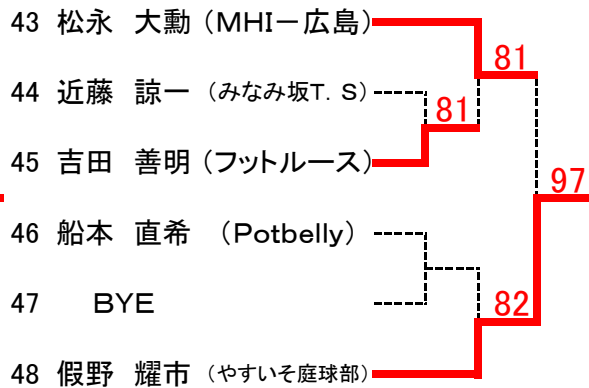 43 松永 大勳 (MHI－広島)
81
44 近藤 諒一 (みなみ坂T．S)
81
45 吉田 善明 (フットルース)
97
46 船本 直希 (Potbelly)
47 BYE
82
48 假野 耀市 (やすいそ庭球部)